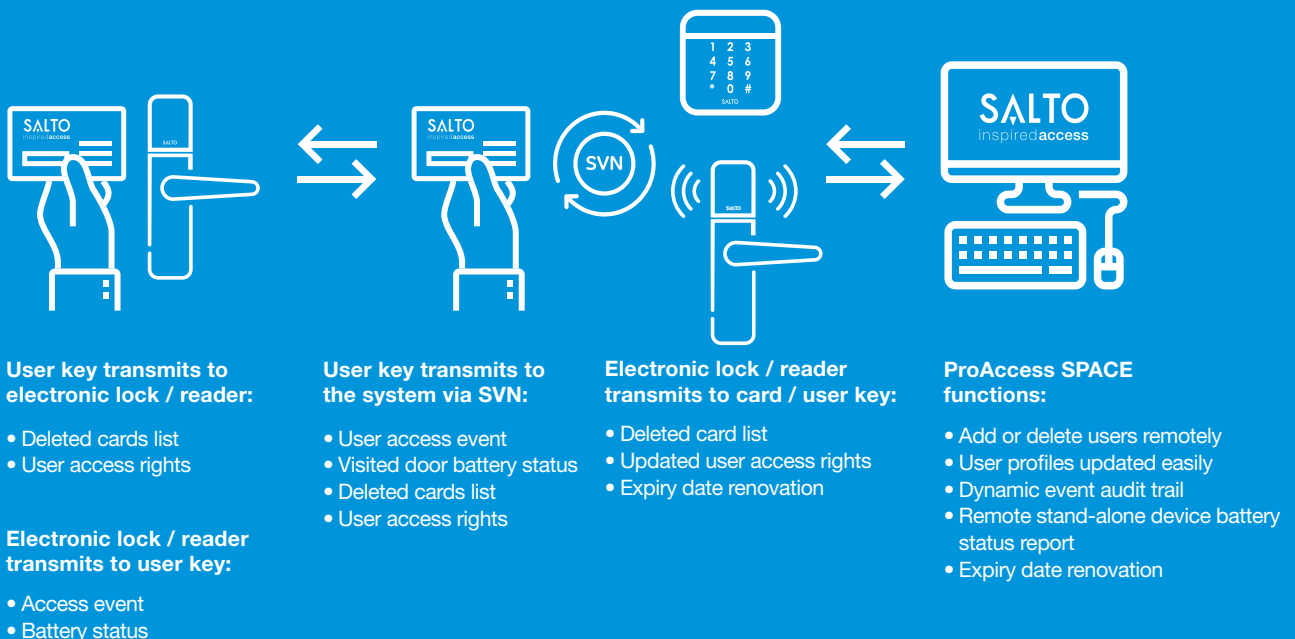 1 2 3
4 5 6
7 8 9
* 0 #
SALTO
SALTO
inspiredaccess
SALTO
SALTO
inspiredaccess
SVN
SALTO
SALTO
inspiredaccess
User key transmits to
electronic lock / reader:
• Deleted cards list
• User access rights
Electronic lock / reader
transmits to user key:
• Access event
• Battery status
User key transmits to
the system via SVN:
• User access event
• Visited door battery status
• Deleted cards list
• User access rights
Electronic lock / reader
transmits to card / user key:
• Deleted card list
• Updated user access rights
• Expiry date renovation
ProAccess SPACE
functions:
• Add or delete users remotely
• User profiles updated easily
• Dynamic event audit trail
• Remote stand-alone device battery
status report
• Expiry date renovation